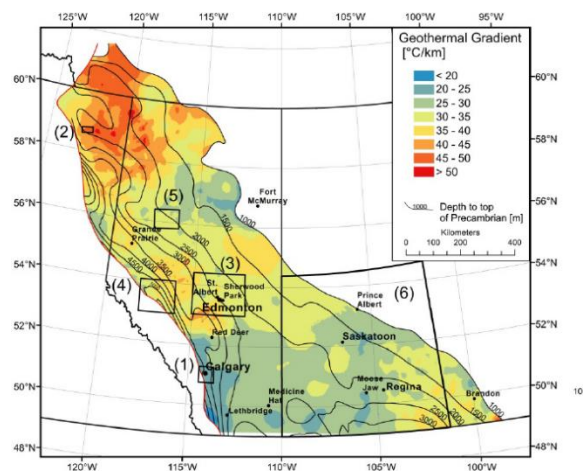 120°W 115°W 110°W 105°W 100°W 95°W
Geothermal Gradient
[°C/km]
< 20
20 - 25
25 - 30
30 - 35
35 - 40
40 - 45
45 - 50
> 50
1000
Depth to top
of Precambrian [m]
Kilometers
0 100 200 400
60°N
60°N
58°N
58°N
56°N
56°N
54°N
54°N
52°N
52°N
50°N
50°N
48°N
48°N
(2)
(5)
Fort
McMurray
1500
1000
Grande
Prairie
2000
2500
3000
3500
4000
4500
(3)
St.
Albert
Sherwood
Park
Edmonton
(4)
(6)
Prince
Albert
Red Deer
Saskatoon
(1)
Calgary
Medicine
Hat
Moose
Jaw
Regina
Brandon
Lethbridge
2500
2000
1500
1000
10
120°W 115°W 110°W 105°W 100°W